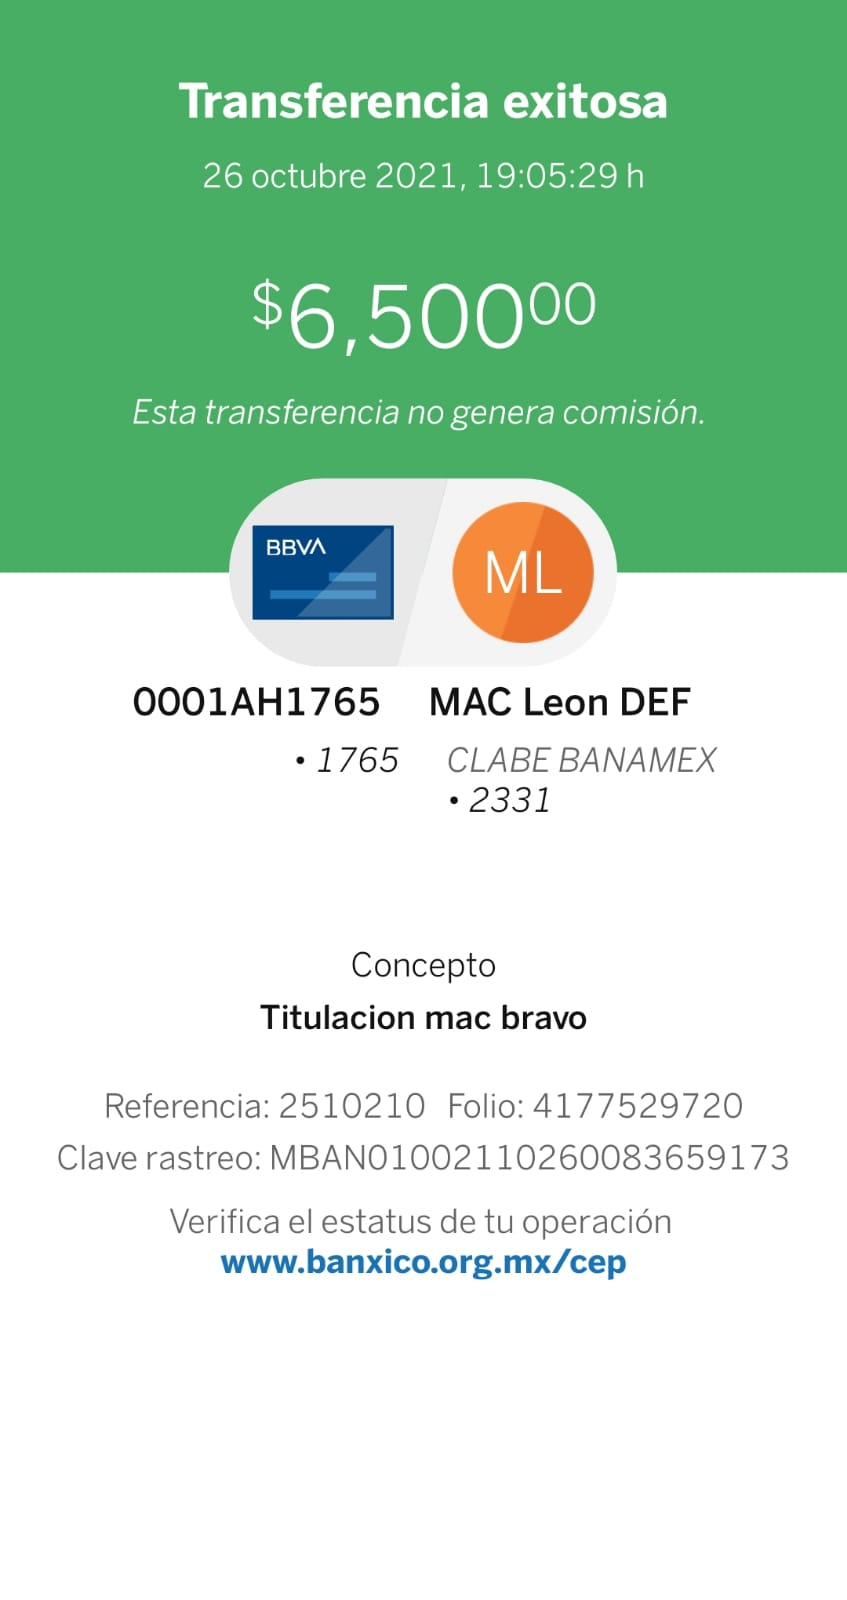 Transferencia exitosa
26 octubre 2021, 19:05:29 h
$6,50000
Esta transferencia no genera comisión.
BBVA
ML
0001AH1765 MAC Leon DEF
• 1765 CLABE BANAMEX
• 2331
Concepto
Titulacion mac bravo
Referencia: 2510210 Folio: 4177529720
Clave rastreo: MBAN01002110260083659173
Verifica el estatus de tu operación
www.banxico.org.mx/cep